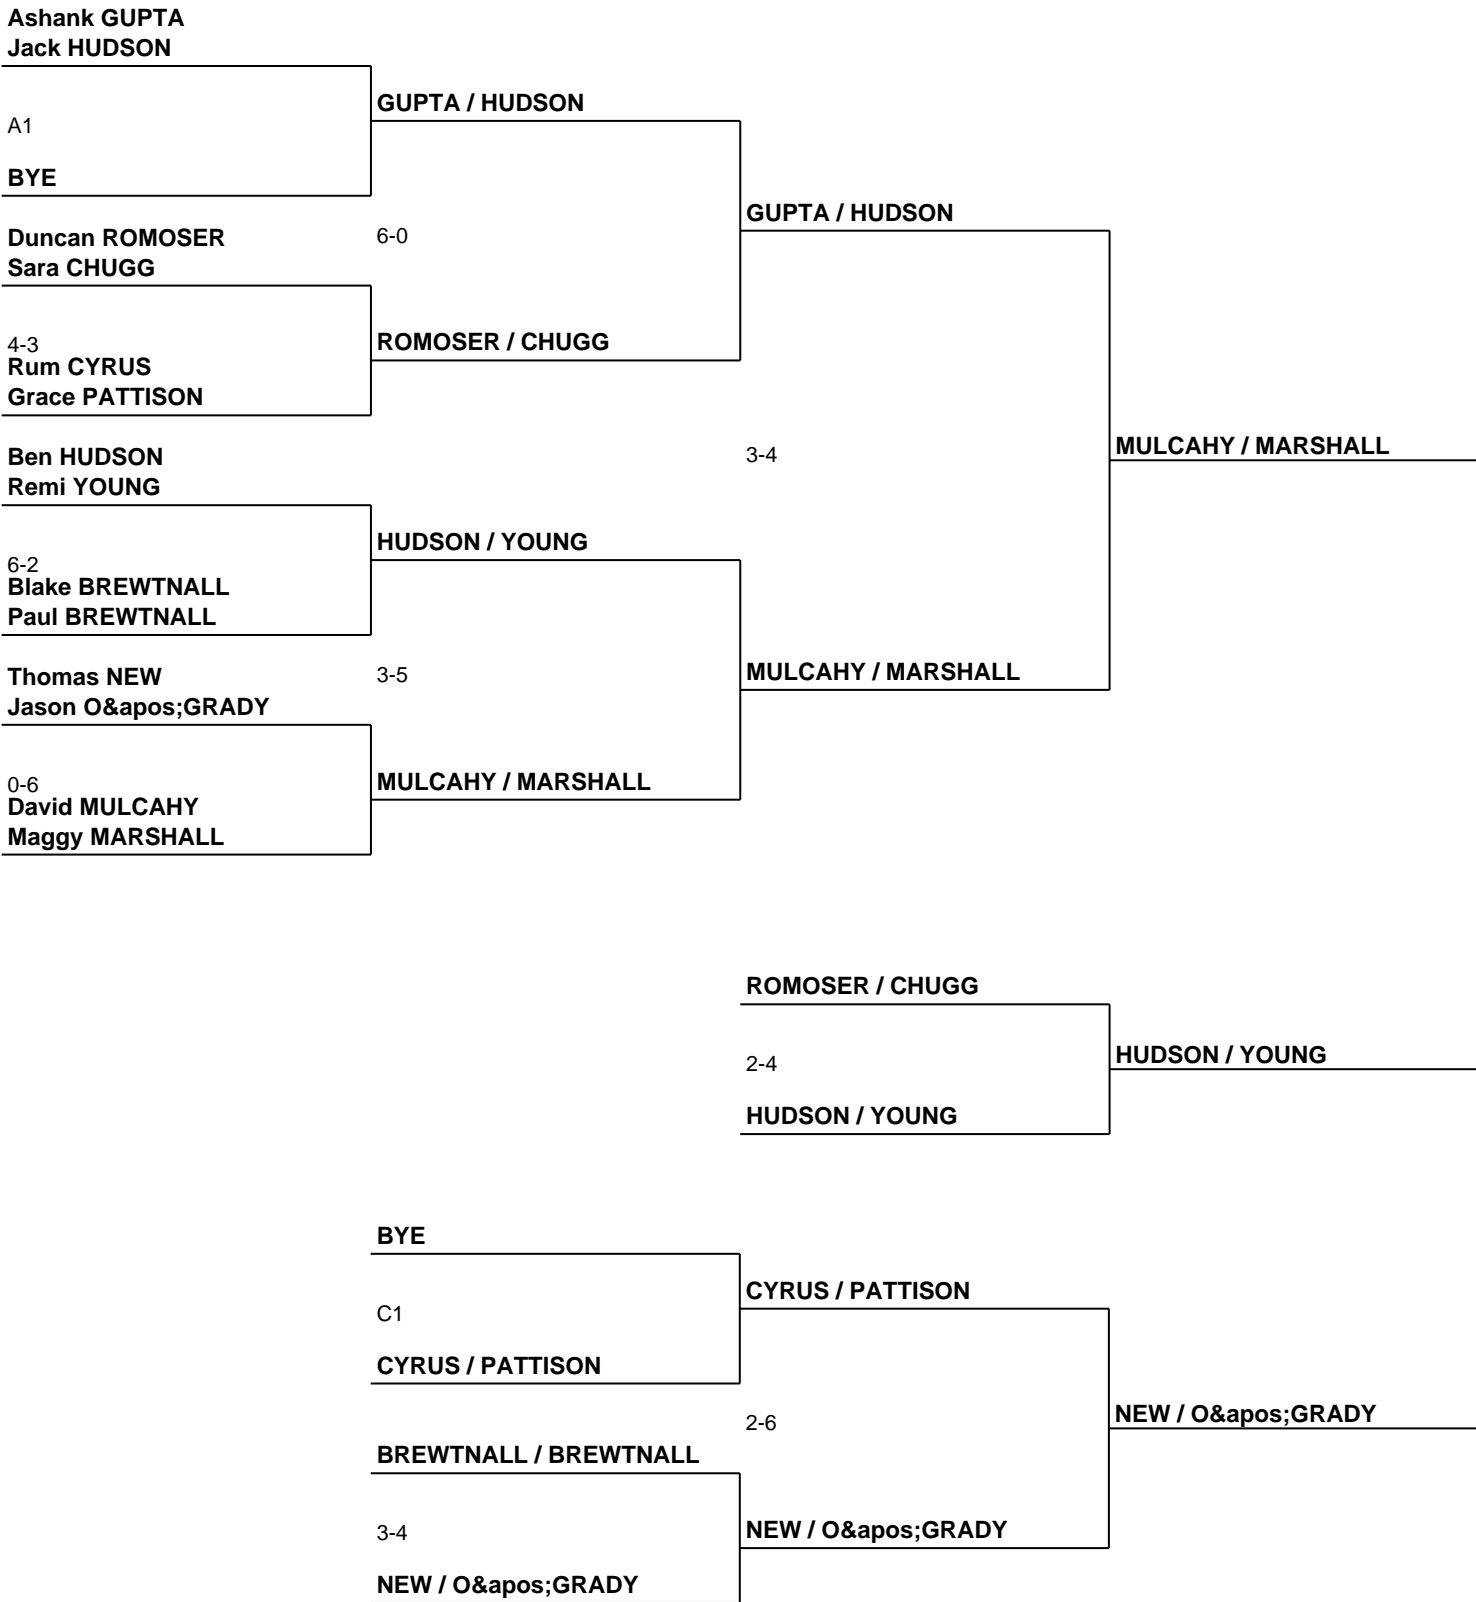 Ashank GUPTA
Jack HUDSON
GUPTA / HUDSON
A1
BYE
GUPTA / HUDSON
Duncan ROMOSER
Sara CHUGG
6-0
ROMOSER / CHUGG
4-3
Rum CYRUS
Grace PATTISON
MULCAHY / MARSHALL
Ben HUDSON
Remi YOUNG
3-4
HUDSON / YOUNG
6-2
Blake BREWTNALL
Paul BREWTNALL
MULCAHY / MARSHALL
Thomas NEW
Jason O&apos;GRADY
3-5
MULCAHY / MARSHALL
0-6
David MULCAHY
Maggy MARSHALL
ROMOSER / CHUGG
HUDSON / YOUNG
2-4
HUDSON / YOUNG
BYE
CYRUS / PATTISON
C1
CYRUS / PATTISON
NEW / O&apos;GRADY
2-6
BREWTNALL / BREWTNALL
NEW / O&apos;GRADY
3-4
NEW / O&apos;GRADY